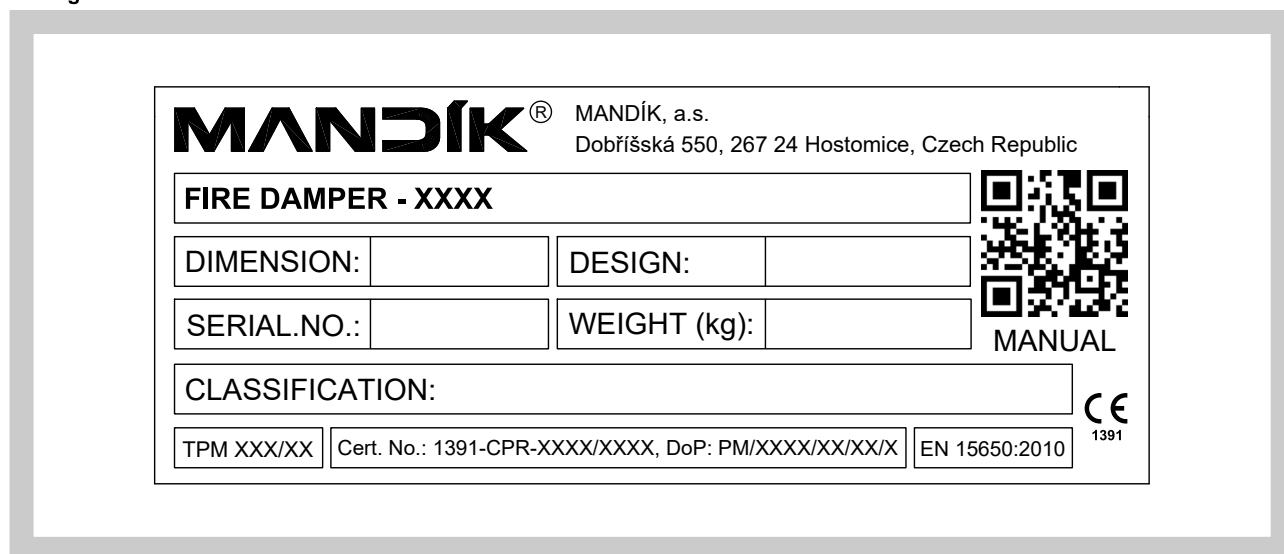 MANDÍK®
MANDÍK, a.s.
Dobříšská 550, 267 24 Hostomice, Czech Republic
FIRE DAMPER - XXXX
DIMENSION:
DESIGN:
SERIAL.NO.:
WEIGHT (kg):
MANUAL
CLASSIFICATION:
CE
1391
TPM XXX/XX
Cert. No.: 1391-CPR-XXXX/XXXX, DoP: PM/XXXX/XX/XX/X
EN 15650:2010